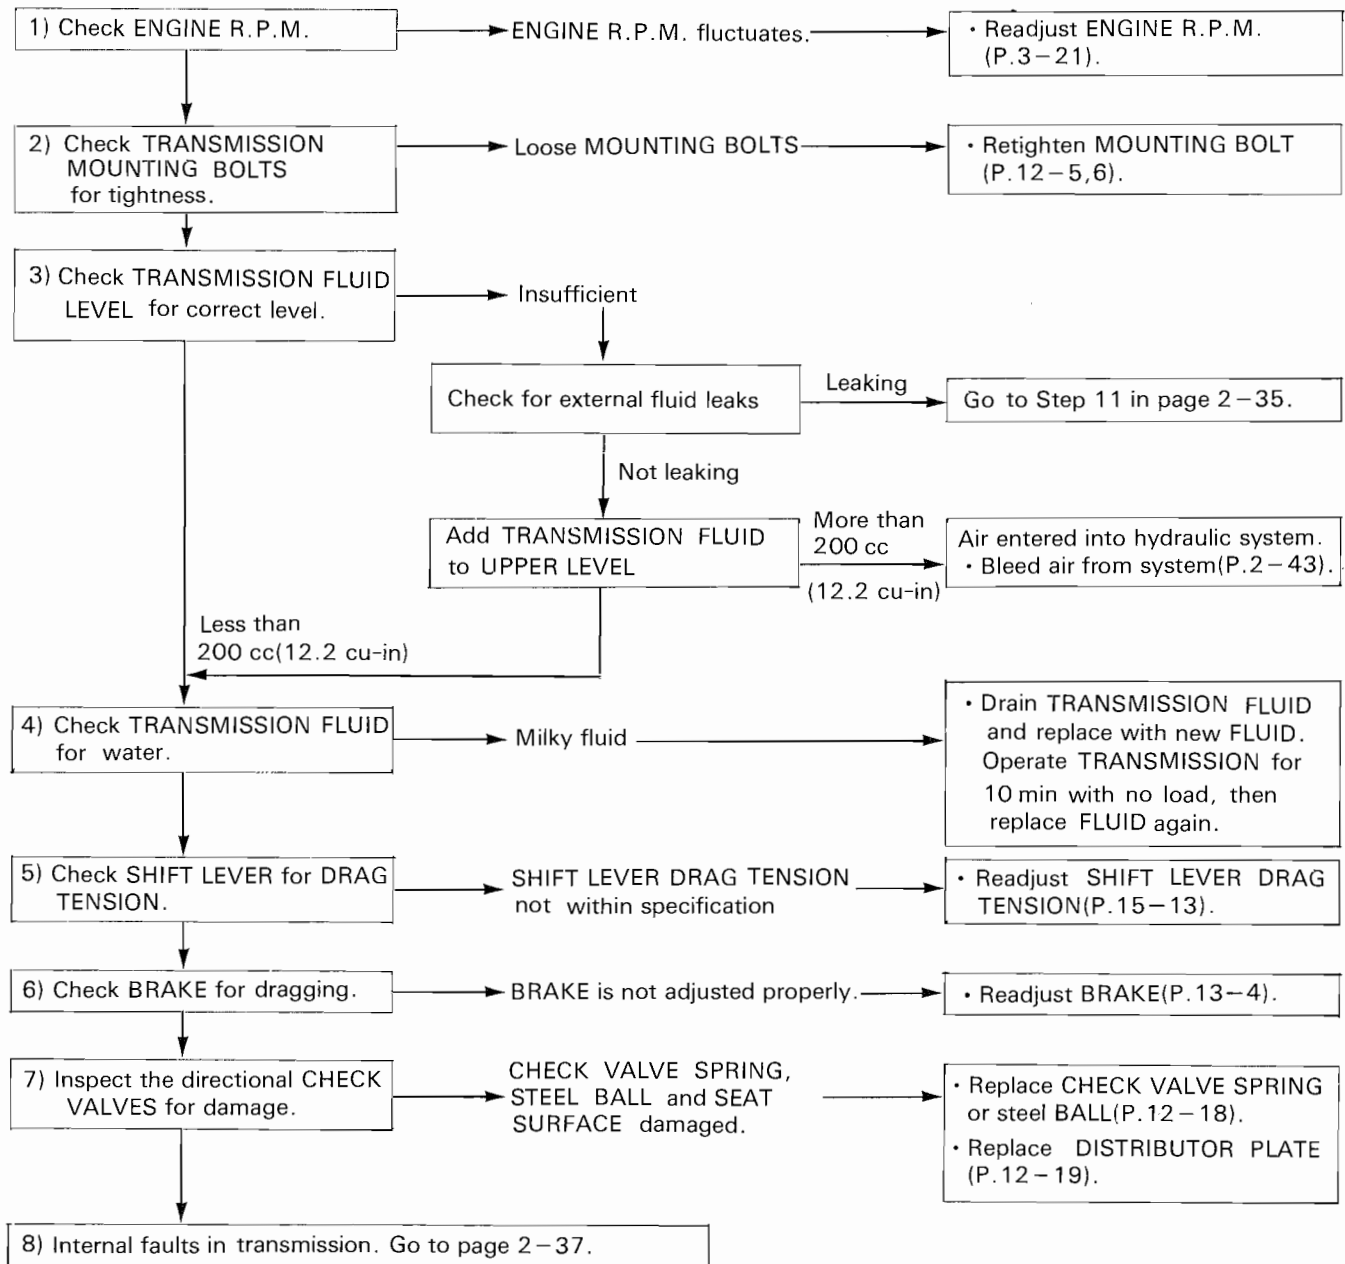 1) Check ENGINE R.P.M.
ENGINE R.P.M. fluctuates.
• Readjust ENGINE R.P.M.
(P.3−21).
2) Check TRANSMISSION
MOUNTING BOLTS
for tightness.
Loose MOUNTING BOLTS
• Retighten MOUNTING BOLT
(P.12−5,6).
3) Check TRANSMISSION FLUID
LEVEL for correct level.
Insufficient
Check for external fluid leaks
Leaking
Go to Step 11 in page 2−35.
Not leaking
Add TRANSMISSION FLUID
to UPPER LEVEL
More than
200 cc
(12.2 cu-in)
Air entered into hydraulic system.
• Bleed air from system(P.2−43).
Less than
200 cc(12.2 cu-in)
4) Check TRANSMISSION FLUID
for water.
Milky fluid
• Drain TRANSMISSION FLUID
and replace with new FLUID.
Operate TRANSMISSION for
10 min with no load, then
replace FLUID again.
5) Check SHIFT LEVER for DRAG
TENSION.
SHIFT LEVER DRAG TENSION
not within specification
• Readjust SHIFT LEVER DRAG
TENSION(P.15−13).
6) Check BRAKE for dragging.
BRAKE is not adjusted properly.
• Readjust BRAKE(P.13−4).
7) Inspect the directional CHECK
VALVES for damage.
CHECK VALVE SPRING,
STEEL BALL and SEAT
SURFACE damaged.
• Replace CHECK VALVE SPRING
or steel BALL(P.12−18).
• Replace DISTRIBUTOR PLATE
(P.12−19).
8) Internal faults in transmission. Go to page 2−37.